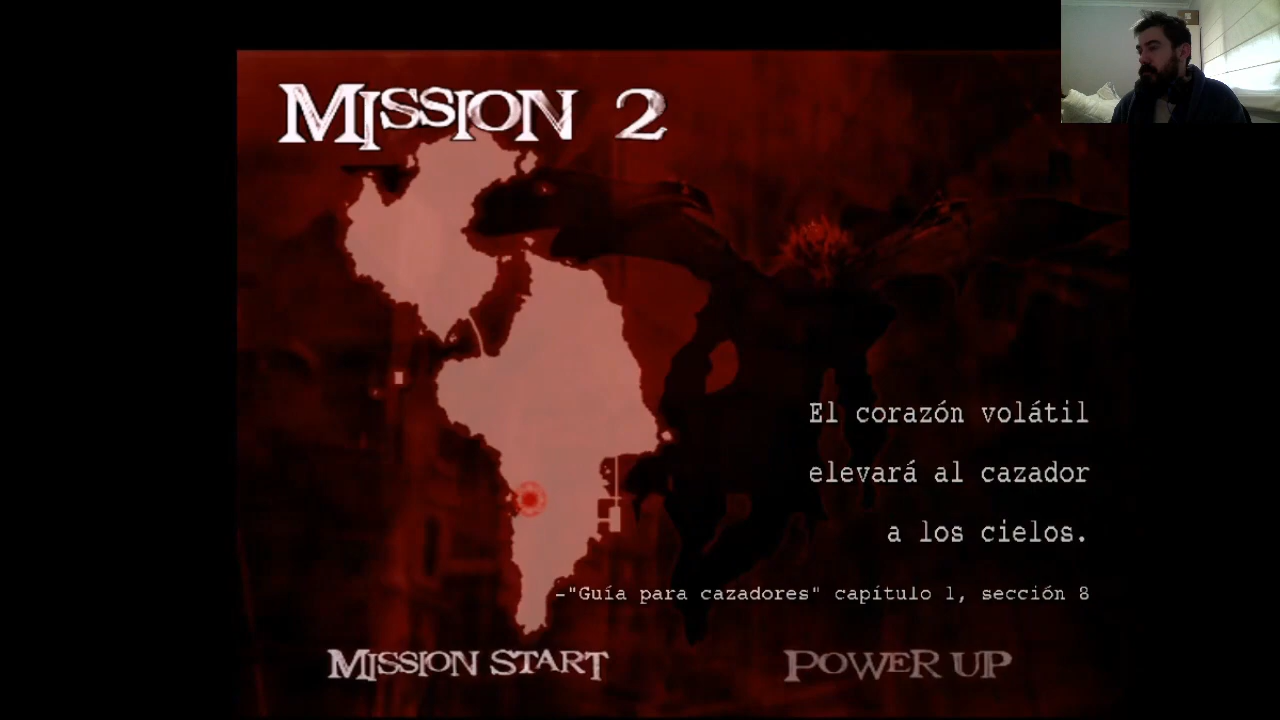 MISSION 2
El corazón volátil
elevará al cazador
a los cielos.
-"Guía para cazadores" capítulo 1, sección 8
MISSION START
POWER UP